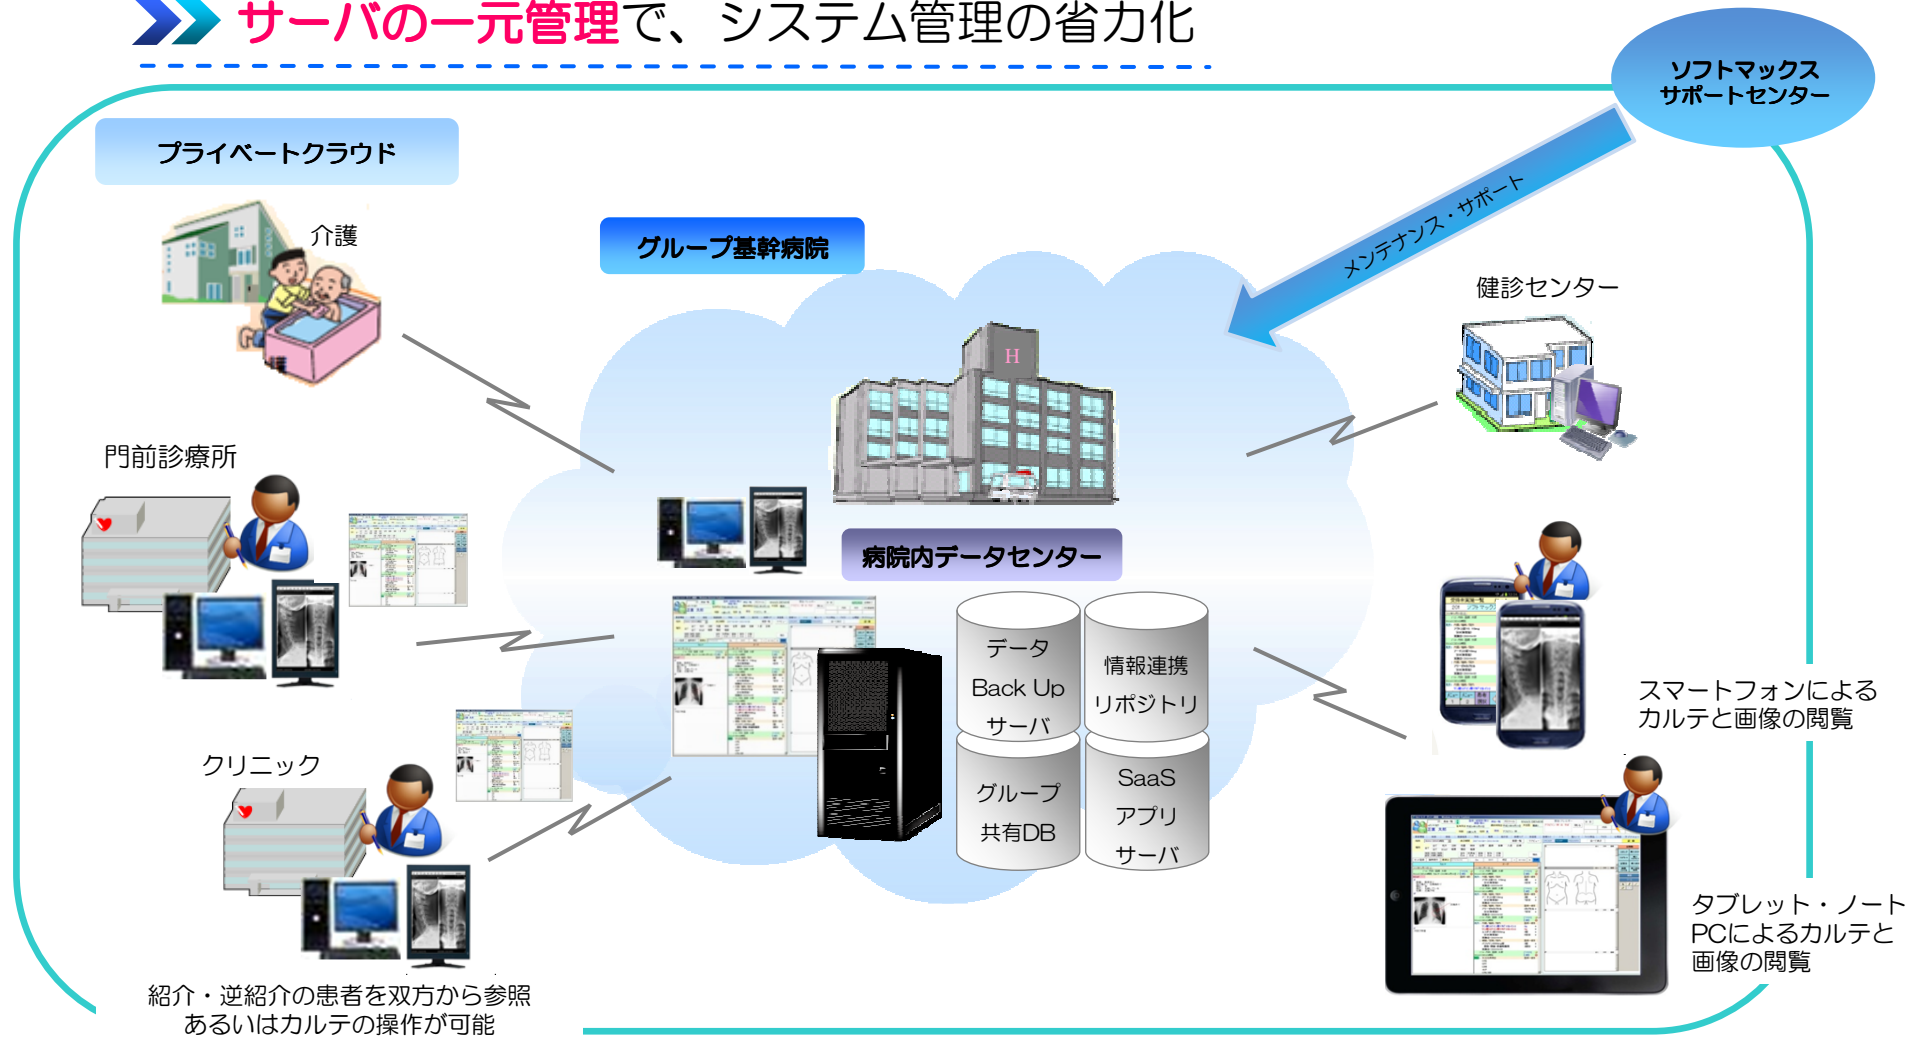 サーバの一元管理で、システム管理の省力化
ソフトマックス
サポートセンター
プライベートクラウド
介護
グループ基幹病院
メンテナンス・サポート
健診センター
H
門前診療所
病院内データセンター
データ
Back Up
サーバ
情報連携
リポジトリ
グループ
共有DB
SaaS
アプリ
サーバ
クリニック
スマートフォンによる
カルテと画像の閲覧
タブレット・ノート
PCによるカルテと
画像の閲覧
紹介・逆紹介の患者を双方から参照
あるいはカルテの操作が可能